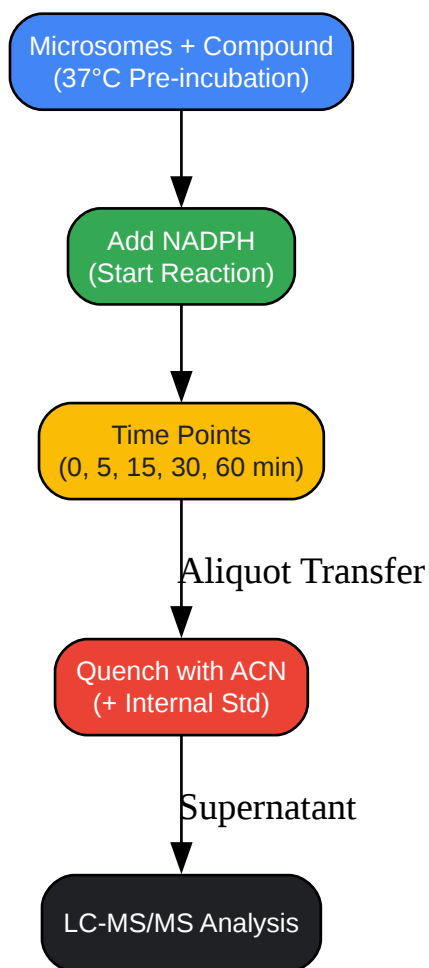 Microsomes + Compound
(37°C Pre-incubation)
Add NADPH
(Start Reaction)
Time Points
(0, 5, 15, 30, 60 min)
Aliquot Transfer
Quench with ACN
(+ Internal Std)
Supernatant
LC-MS/MS Analysis